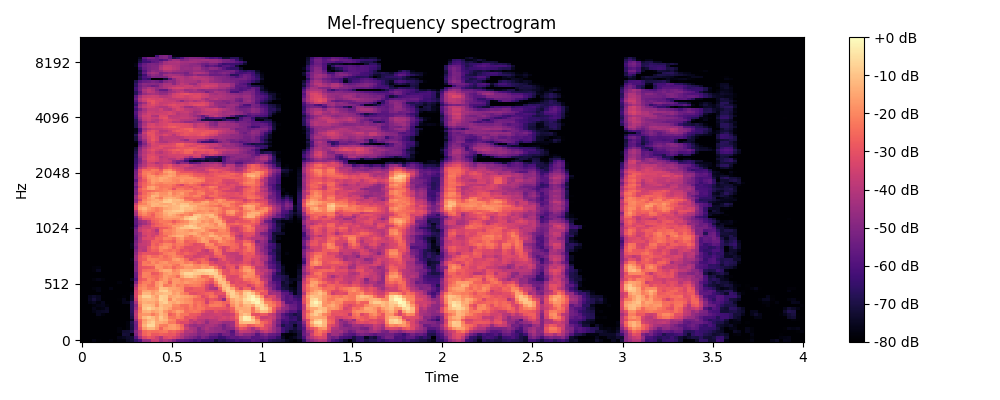 Mel-frequency spectrogram
+0 dB
8192
-10 dB
4096
-20 dB
-30 dB
2048
Hz
-40 dB
1024
-50 dB
512
-60 dB
-70 dB
0
-80 dB
0 0.5 1 1.5 2 2.5 3 3.5 4
Time